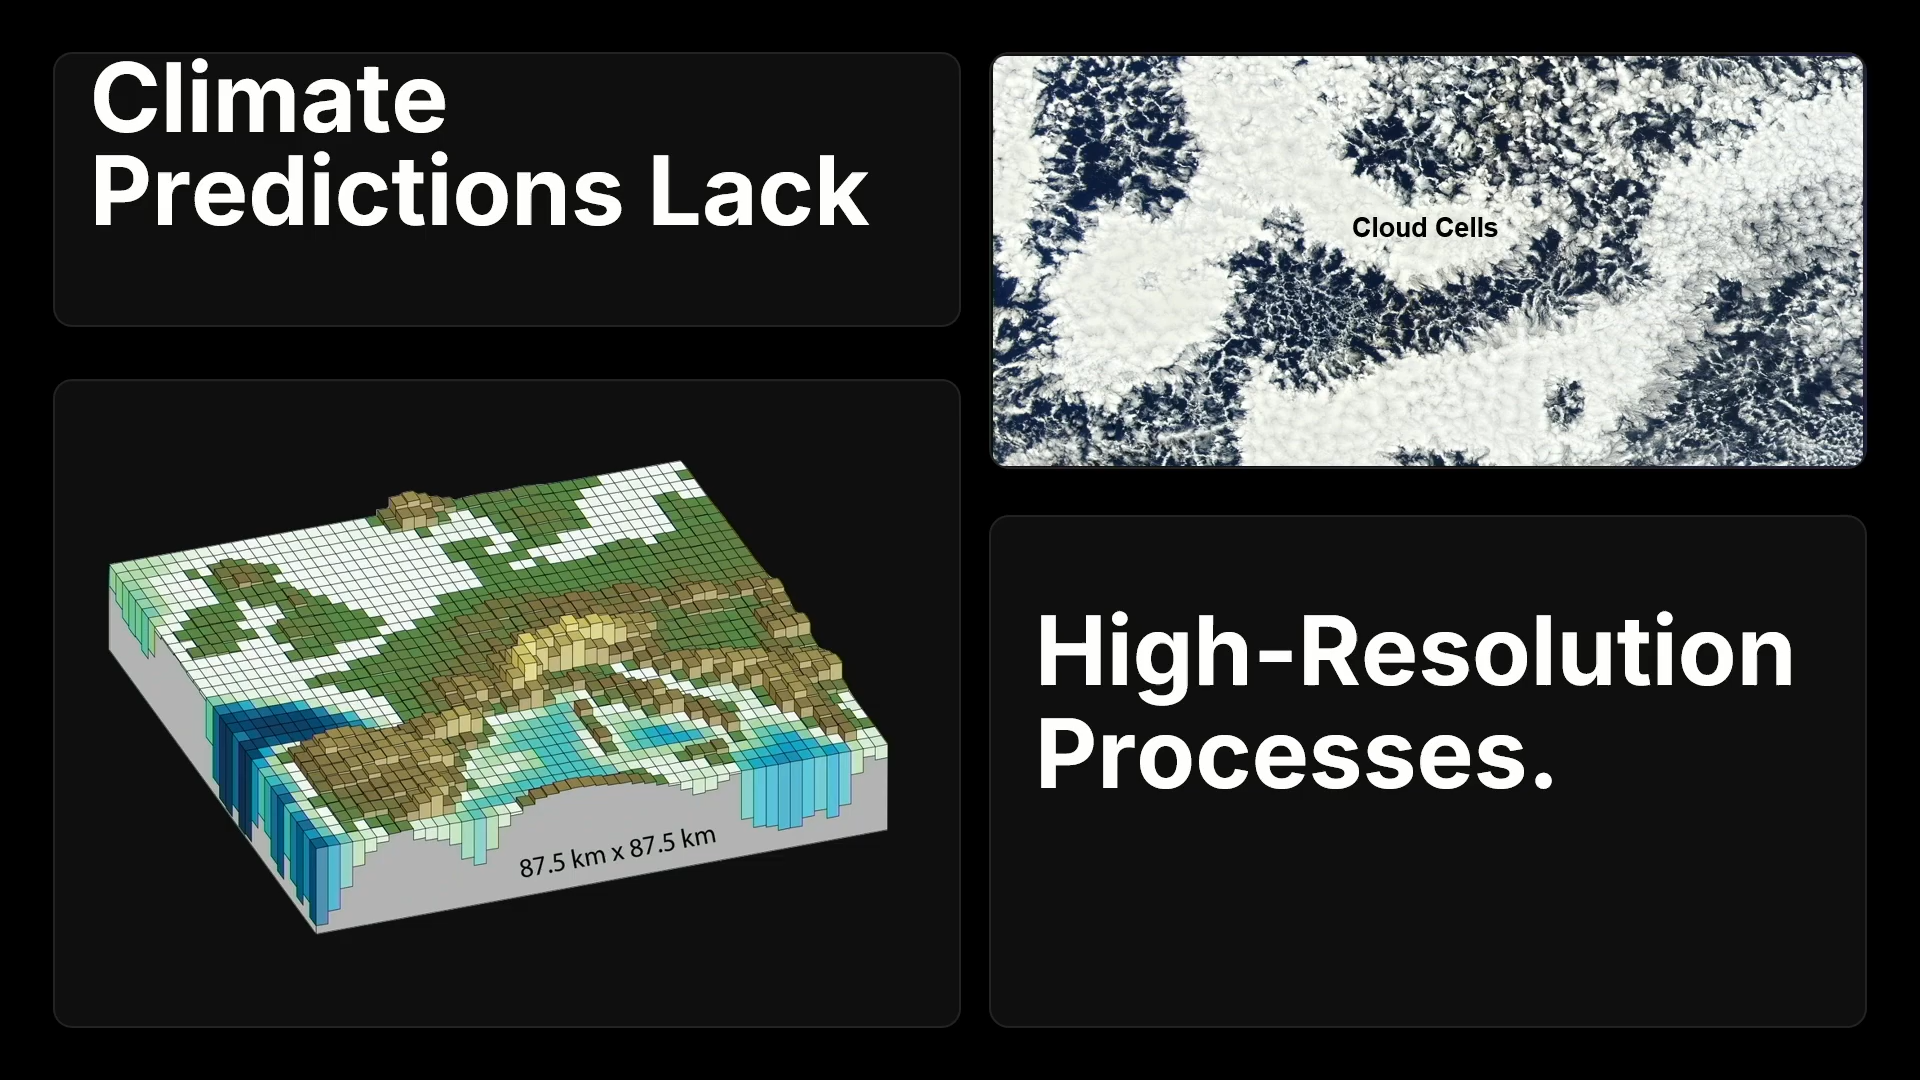 Climate
Predictions Lack
Cloud Cells
87.5 km x 87.5 km
High-Resolution
Processes.